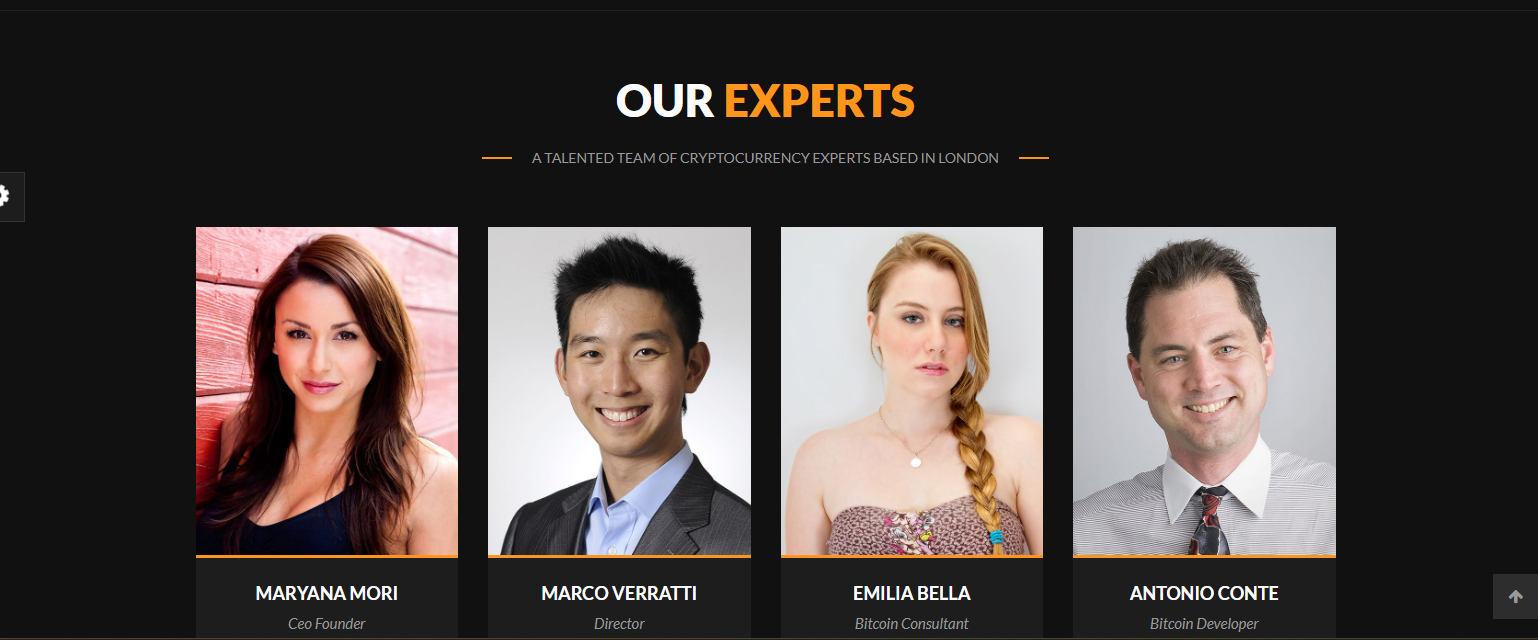 OUR EXPERTS
A TALENTED TEAM OF CRYPTOCURRENCY EXPERTS BASED IN LONDON
MARYANA MORI
Ceo Founder
MARCO VERRATTI
Director
EMILIA BELLA
Bitcoin Consultant
ANTONIO CONTE
Bitcoin Developer